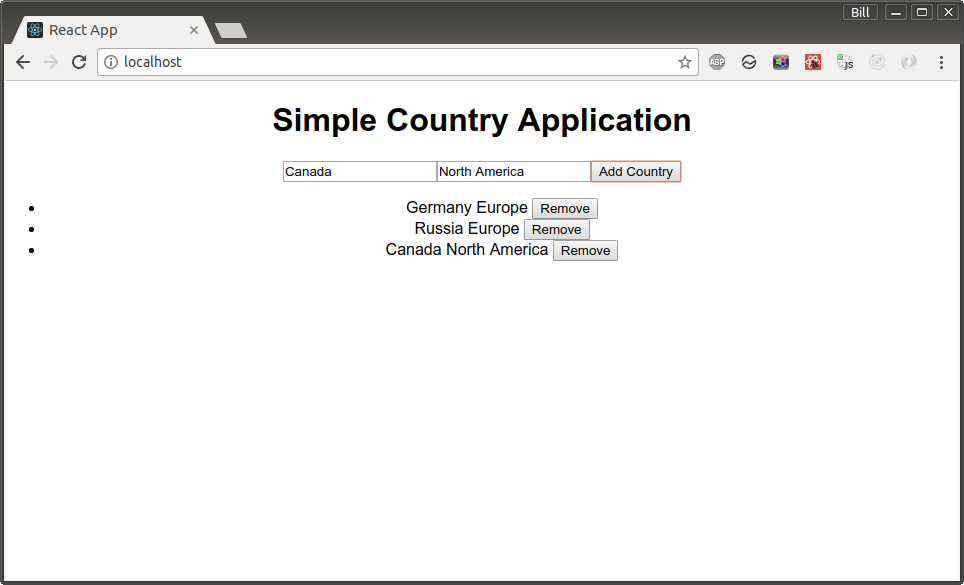 Bill
React App
localhost
ABP
JS
Simple Country Application
Canada North America Add Country
Germany Europe Remove
Russia Europe Remove
Canada North America Remove